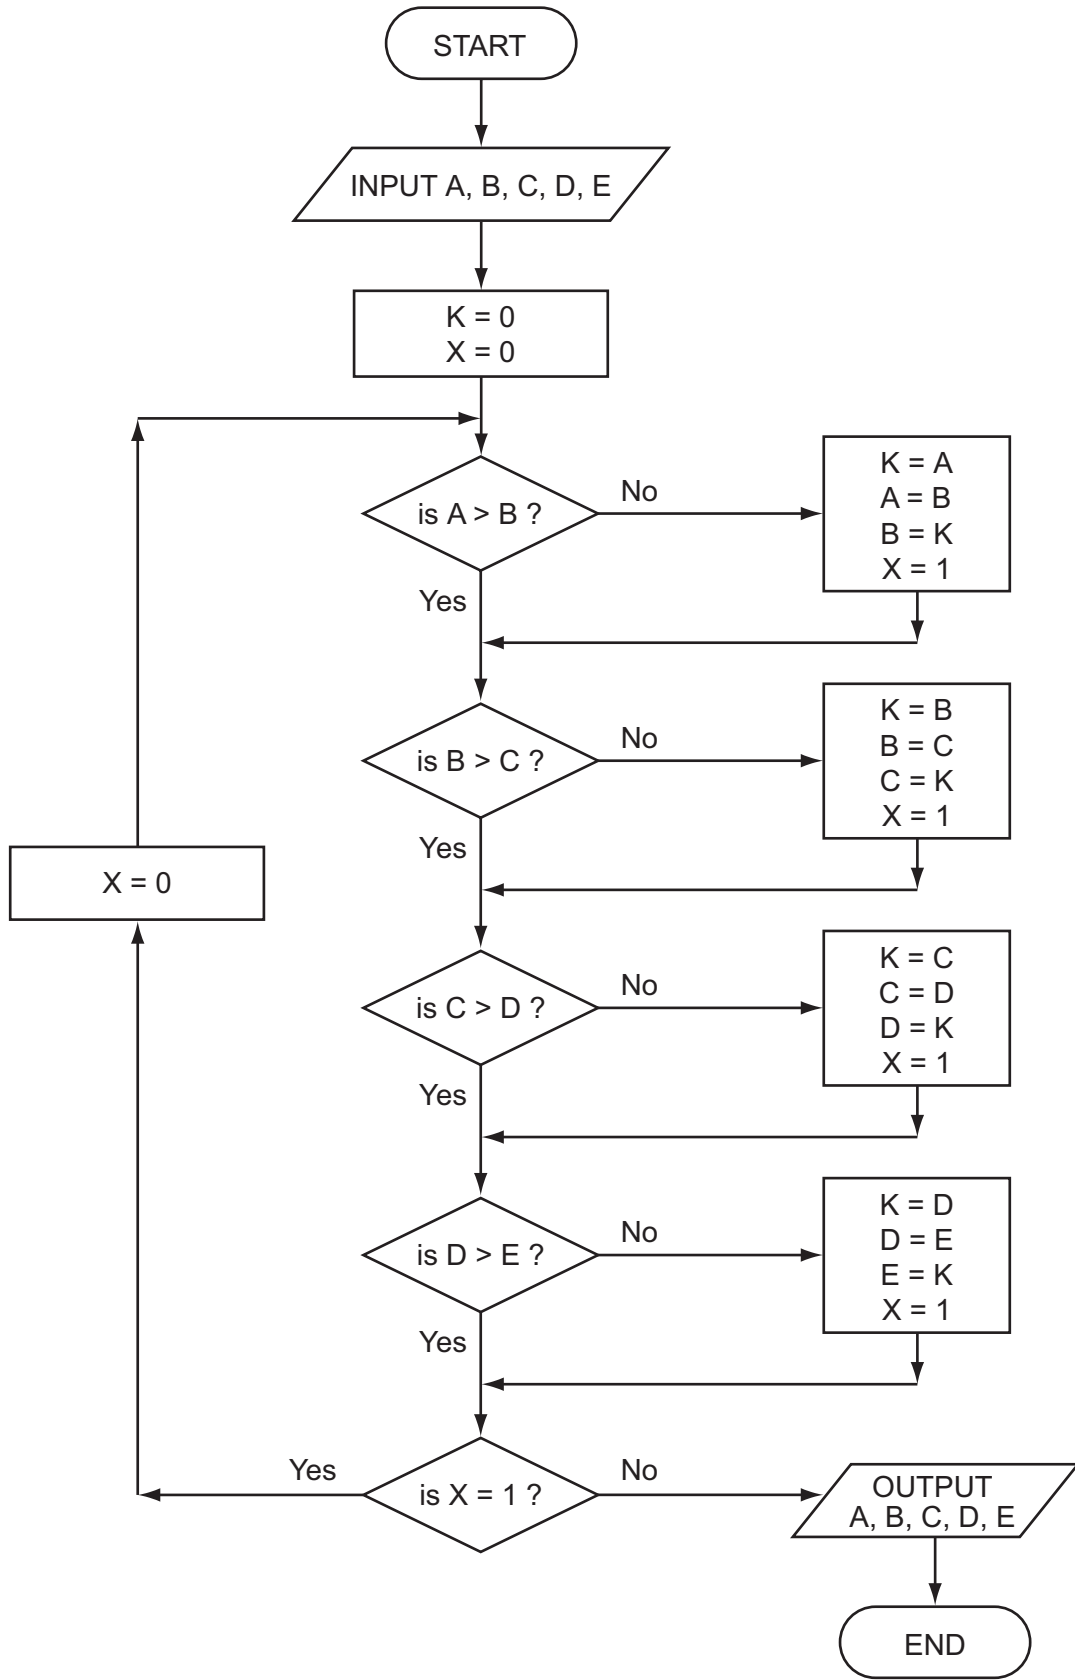 START
INPUT A, B, C, D, E
K = 0
X = 0
is A > B ?
No
K = A
A = B
B = K
X = 1
Yes
is B > C ?
No
K = B
B = C
C = K
X = 1
Yes
X = 0
is C > D ?
No
K = C
C = D
D = K
X = 1
Yes
is D > E ?
No
K = D
D = E
E = K
X = 1
Yes
Yes
is X = 1 ?
No
OUTPUT
A, B, C, D, E
END